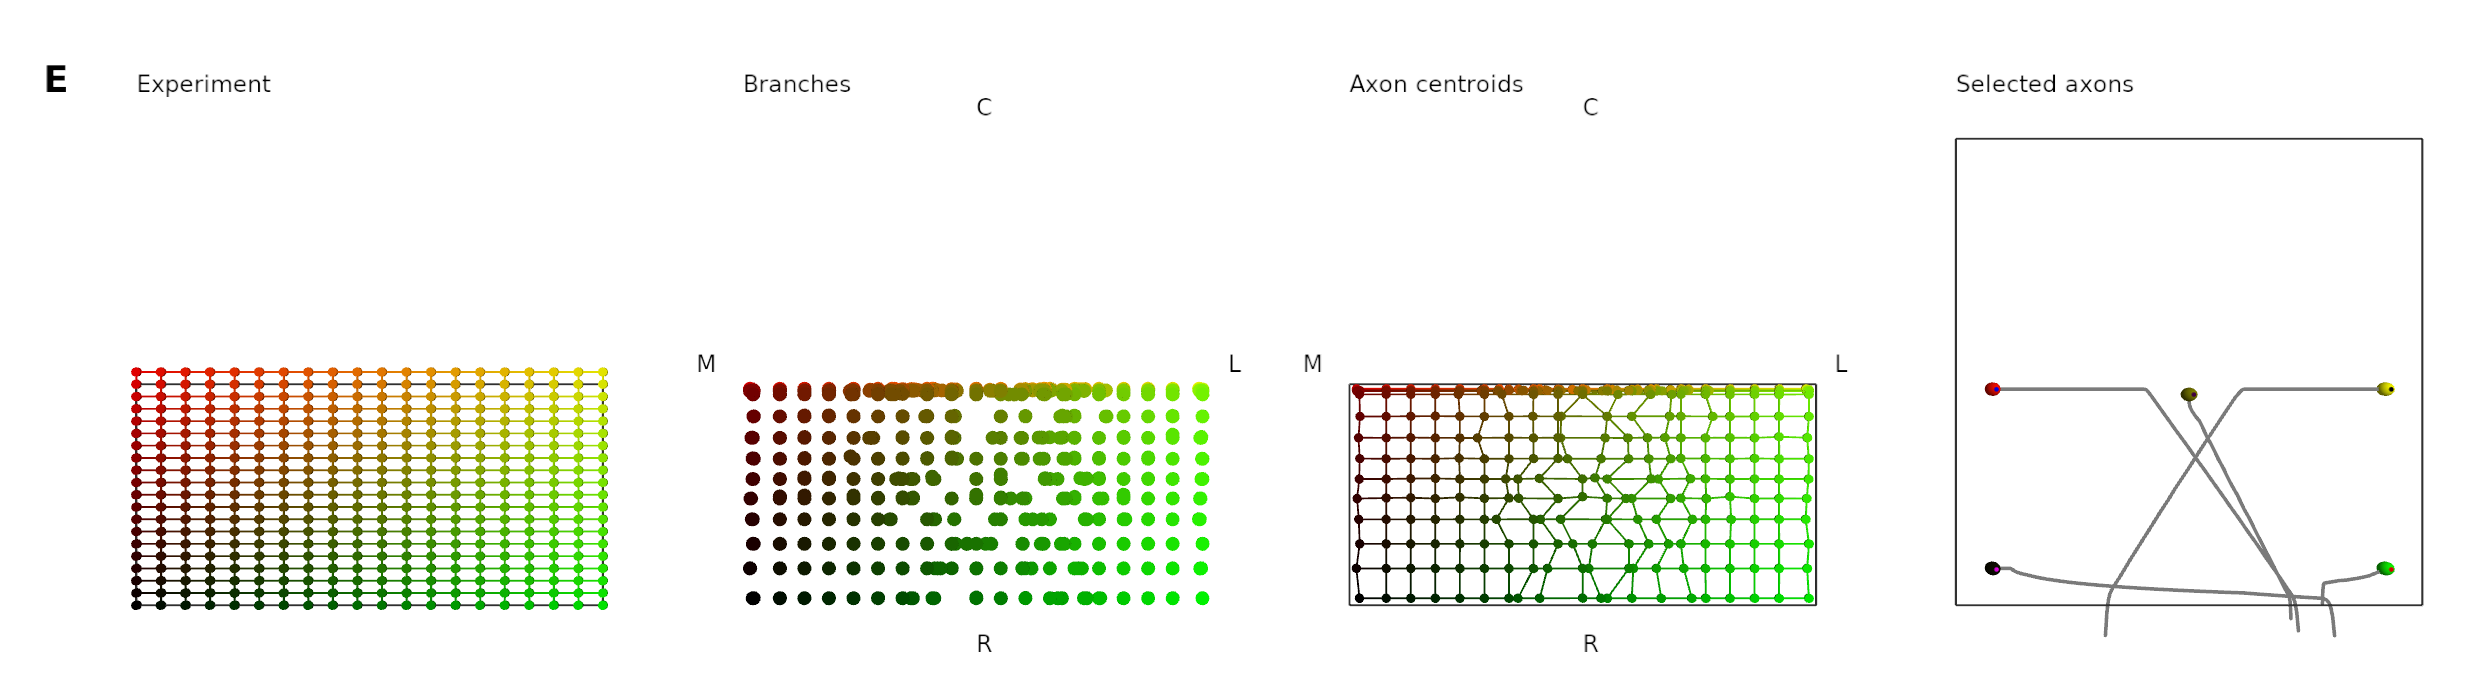 E
Experiment
Branches
Axon centroids
Selected axons
C
C
M
L
M
L
R
R